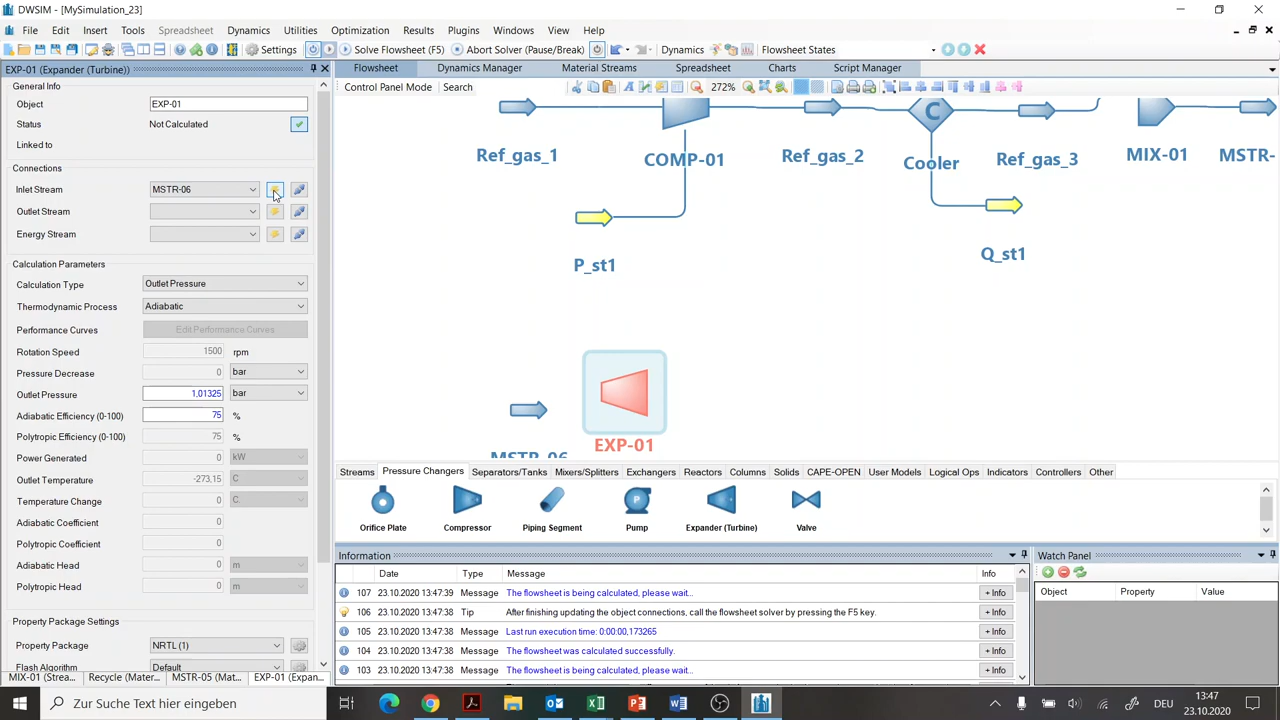 DWSIM - [MySimulation_23]
File Edit Insert Tools Spreadsheet Dynamics Utilities Optimization Results Plugins Windows View Help
Settings Solve Flowsheet (F5) Abort Solver (Pause/Break) Dynamics Flowsheet States
EXP-01 (Expander (Turbine))
Flowsheet Dynamics Manager Material Streams Spreadsheet Charts Script Manager
Control Panel Mode Search 272%
General Info
Object EXP-01
Status Not Calculated
Linked to
Connections
Inlet Stream MSTR-06
Outlet Stream
Energy Stream
Calculation Parameters
Calculation Type Outlet Pressure
Thermodynamic Process Adiabatic
Performance Curves Edit Performance Curves
Rotation Speed 1500 rpm
Pressure Decrease 0 bar
Outlet Pressure 1,01325 bar
Adiabatic Efficiency (0-100) 75 %
Polytropic Efficiency (0-100) 75 %
Power Generated 0 kW
Outlet Temperature -273,15 C
Temperature Change 0 C.
Adiabatic Coefficient 0
Polytropic Coefficient 0
Adiabatic Head 0 m
Polytropic Head 0 m
Property Package Settings
Property Package NRTL (1)
Flash Algorithm Default
MIX-01 (Strea... Recycle (Mater... MSTR-05 (Mat... EXP-01 (Expan...
C
Ref_gas_1 COMP-01 Ref_gas_2 Cooler Ref_gas_3 MIX-01 MSTR-
P_st1 Q_st1
EXP-01
MSTR-06
Streams Pressure Changers Separators/Tanks Mixers/Splitters Exchangers Reactors Columns Solids CAPE-OPEN User Models Logical Ops Indicators Controllers Other
P
Orifice Plate Compressor Piping Segment Pump Expander (Turbine) Valve
Information
Date Type Message Info
107 23.10.2020 13:47:39 Message The flowsheet is being calculated, please wait... + Info
106 23.10.2020 13:47:38 Tip After finishing updating the object connections, call the flowsheet solver by pressing the F5 key. + Info
105 23.10.2020 13:47:38 Message Last run execution time: 0:00:00,173265 + Info
104 23.10.2020 13:47:38 Message The flowsheet was calculated successfully. + Info
103 23.10.2020 13:47:38 Message The flowsheet is being calculated, please wait... + Info
Watch Panel
Object Property Value
Zur Suche Text hier eingeben
DEU 13:47
23.10.2020